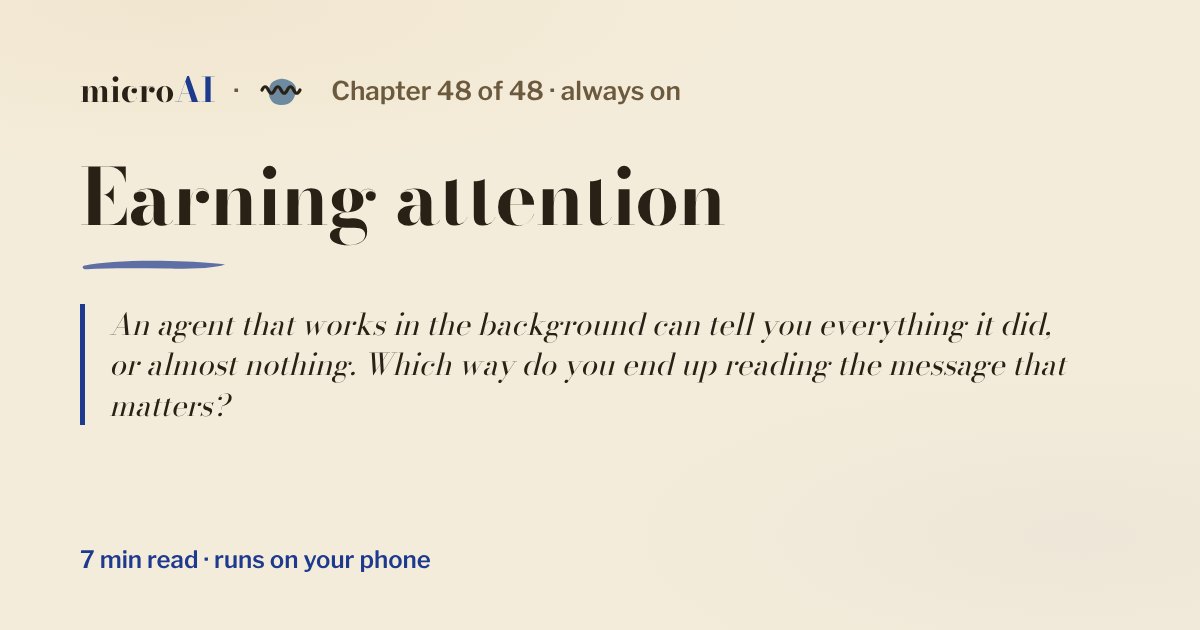 microAI · Chapter 48 of 48 · always on
Earning attention
An agent that works in the background can tell you everything it did,
or almost nothing. Which way do you end up reading the message that
matters?
7 min read · runs on your phone